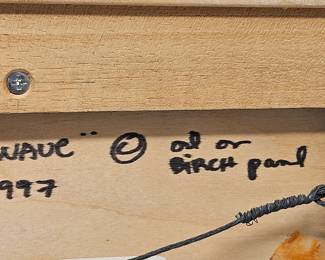 WAVE" © oil on
BIRCH panel
997